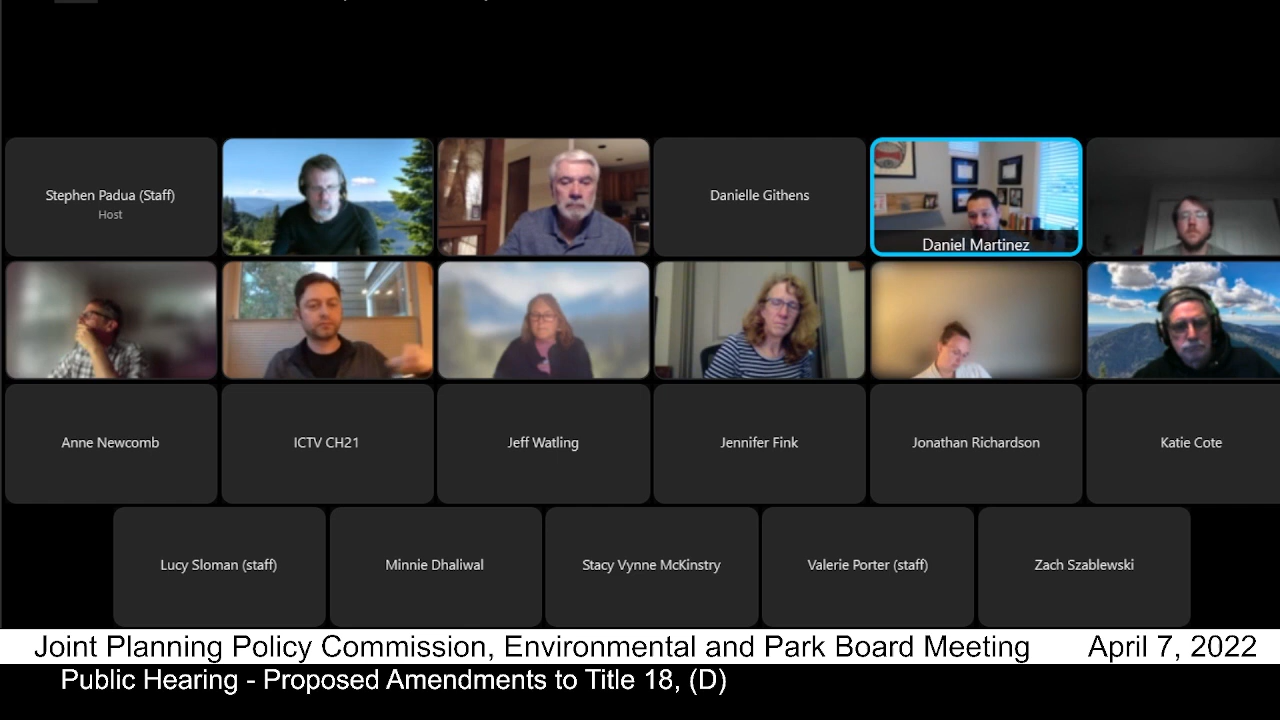 Stephen Padua (Staff)
Host
Danielle Githens
Daniel Martinez
Anne Newcomb
ICTV CH21
Jeff Watling
Jennifer Fink
Jonathan Richardson
Katie Cote
Lucy Sloman (staff)
Minnie Dhaliwal
Stacy Vynne McKinstry
Valerie Porter (staff)
Zach Szablewski
Joint Planning Policy Commission, Environmental and Park Board Meeting April 7, 2022
Public Hearing - Proposed Amendments to Title 18, (D)